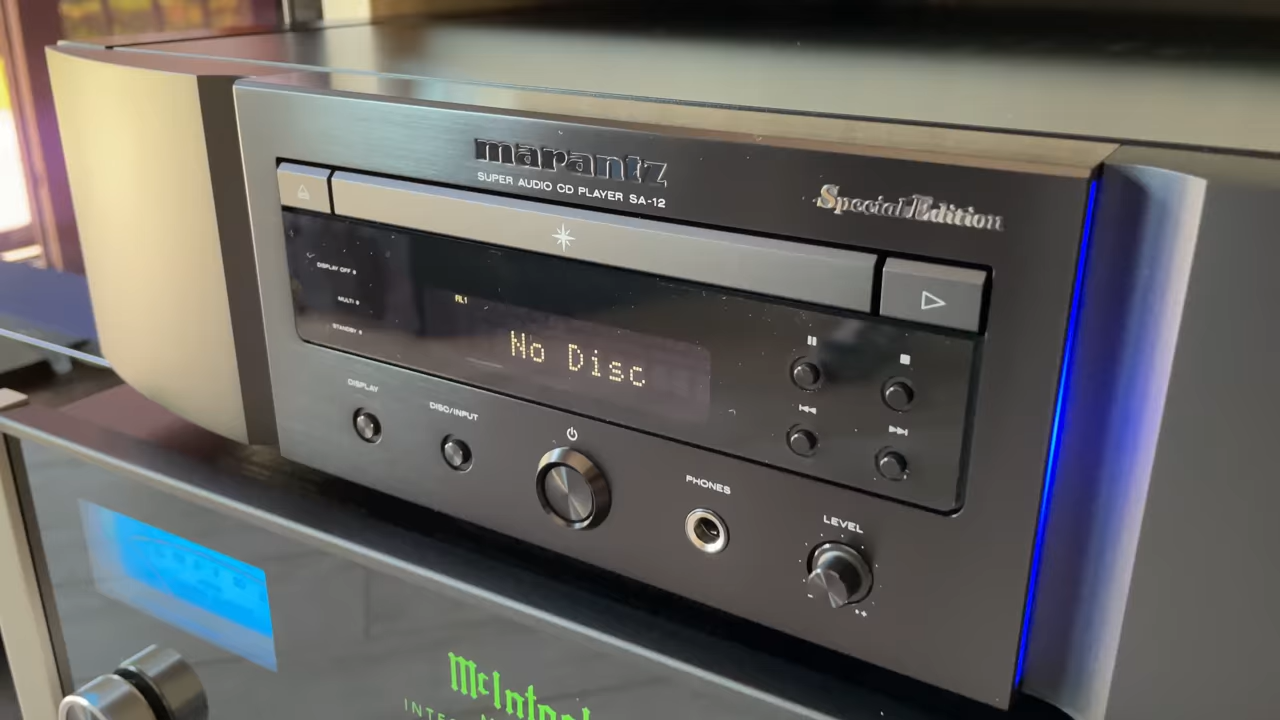 marantz
SUPER AUDIO CD PLAYER SA-12
Special Edition
DISPLAY OFF
MULTI
STANDBY
FIL1
No Disc
DISPLAY
DISC/INPUT
PHONES
LEVEL
McIntosh